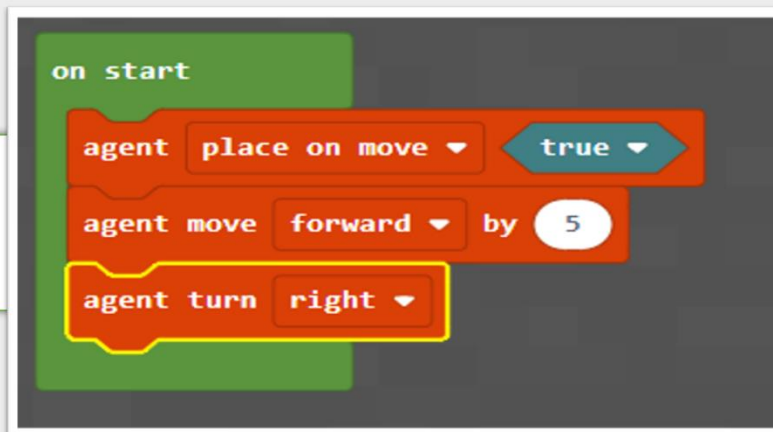 on start
agent place on move true
agent move forward by 5
agent turn right